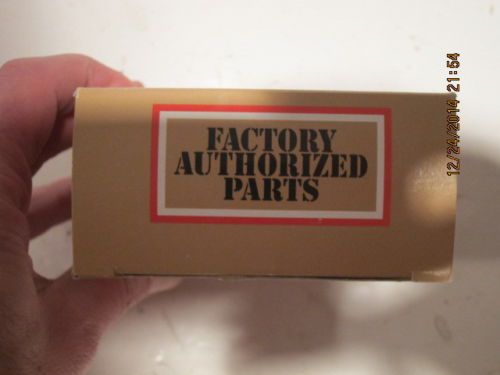 FACTORY
AUTHORIZED
PARTS
12/24/2014 21:54